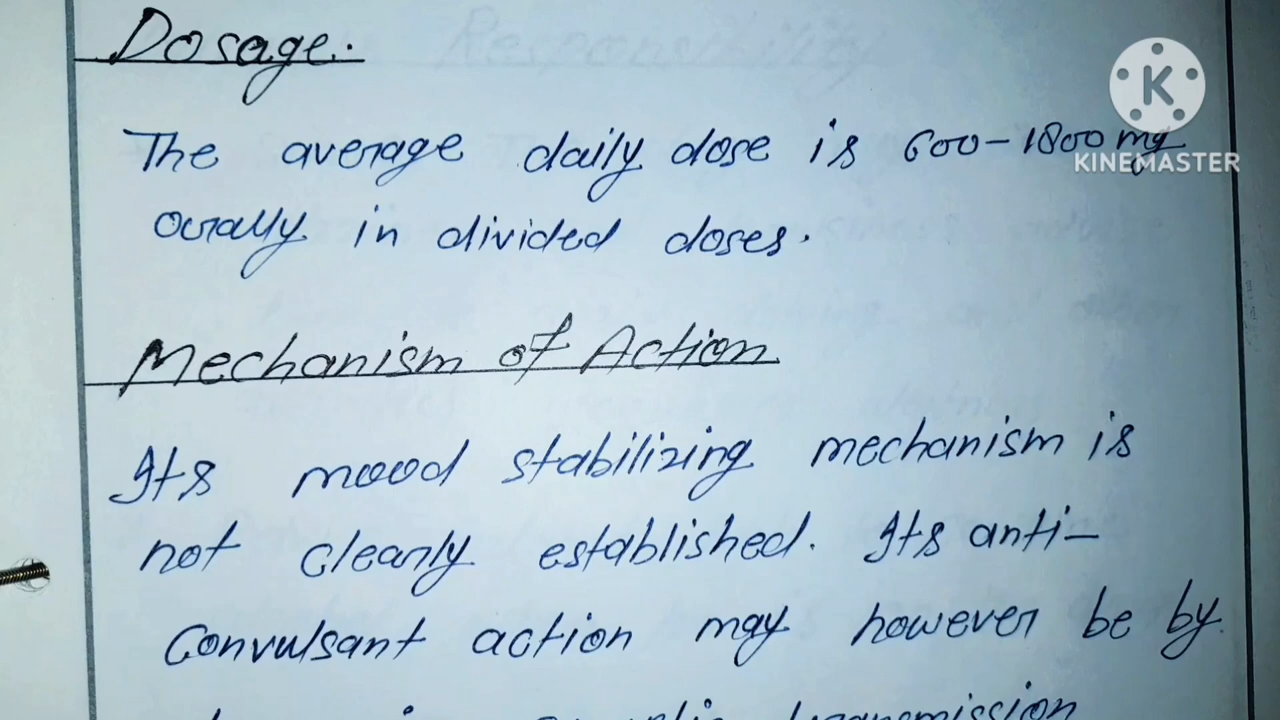 Dosage:
The average daily dose is 600-1800 mg
orally in divided doses.
Mechanism of Action
Its mood stabilizing mechanism is
not clearly established. Its anti-
Convulsant action may however be by
transmission
K
KINEMASTER